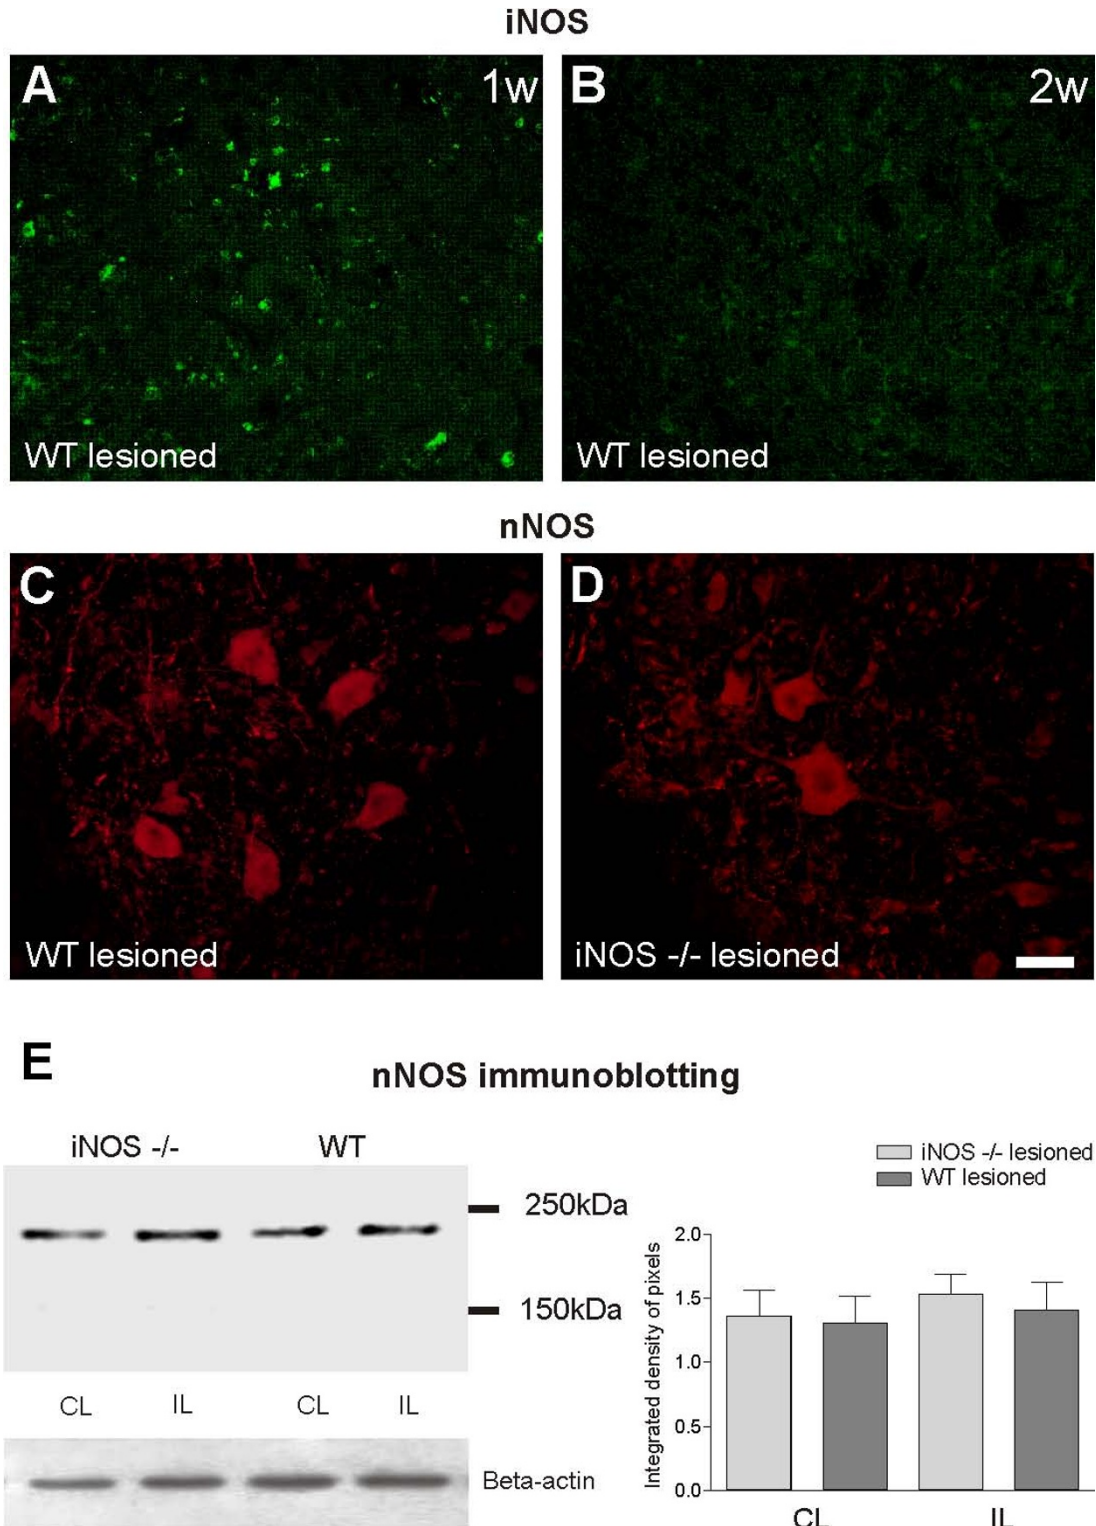 iNOS
A
1w
B
2w
WT lesioned
WT lesioned
nNOS
C
D
WT lesioned
iNOS -/- lesioned
E
nNOS immunoblotting
iNOS -/-
WT
250kDa
150kDa
CL
IL
CL
IL
Beta-actin
iNOS -/- lesioned
WT lesioned
Integrated density of pixels
2.0
1.5
1.0
0.5
0.0
CL
IL